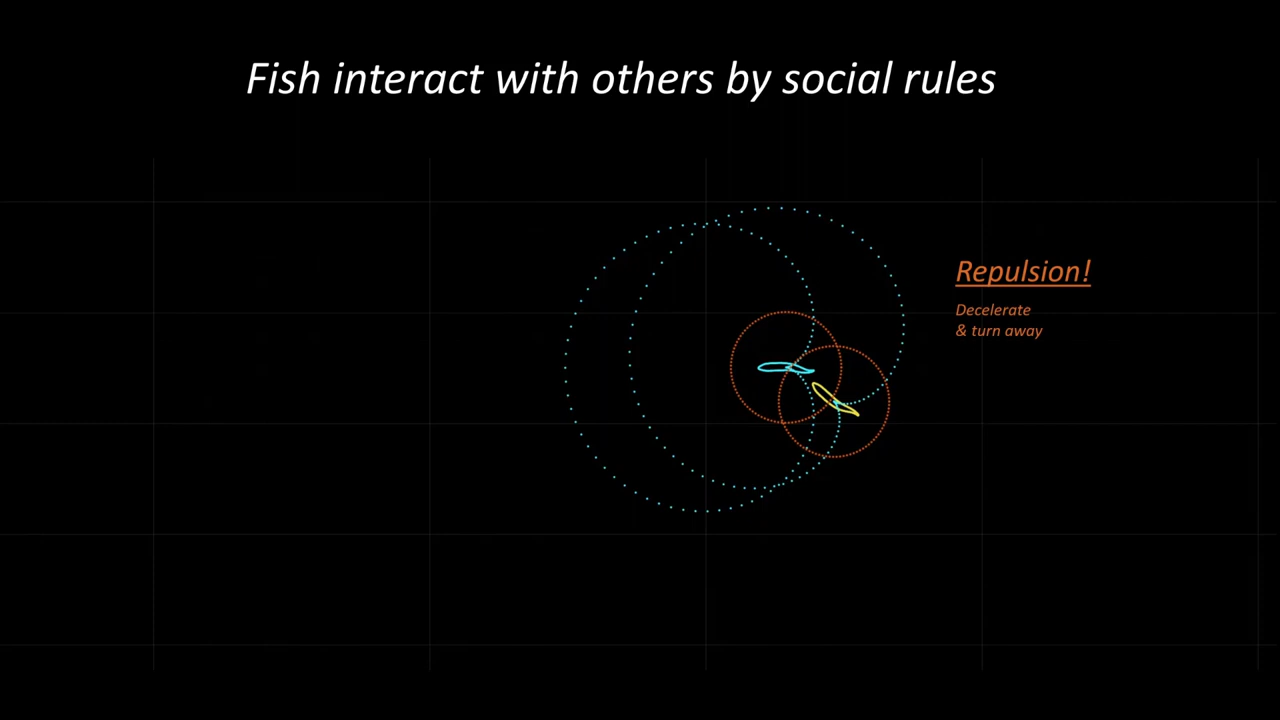 Fish interact with others by social rules
Repulsion!
Decelerate
& turn away